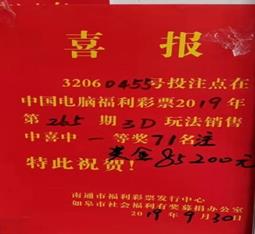 喜报
32060455号投注点在
中国电脑福利彩票2019年
第265期3D玩法销售
中喜中一等奖71名注
奖金85200元
特此祝贺!
南通市福利彩票发行中心
如皋市社会福利有奖募捐办公室
2019年9月30日